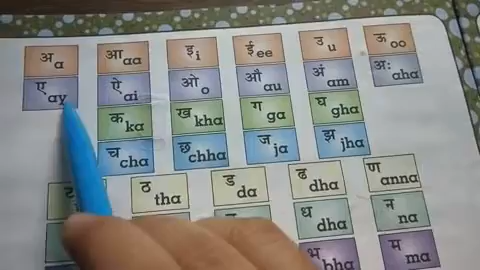 अ a आ aa इ i ई ee उ u ऊ oo
ए ay ऐ ai ओ o औ au अं am अः aha
क ka ख kha ग ga घ gha
च cha छ chha ज ja झ jha
ठ tha ड da ढ dha ण anna
ध dha न na
भ bha म ma